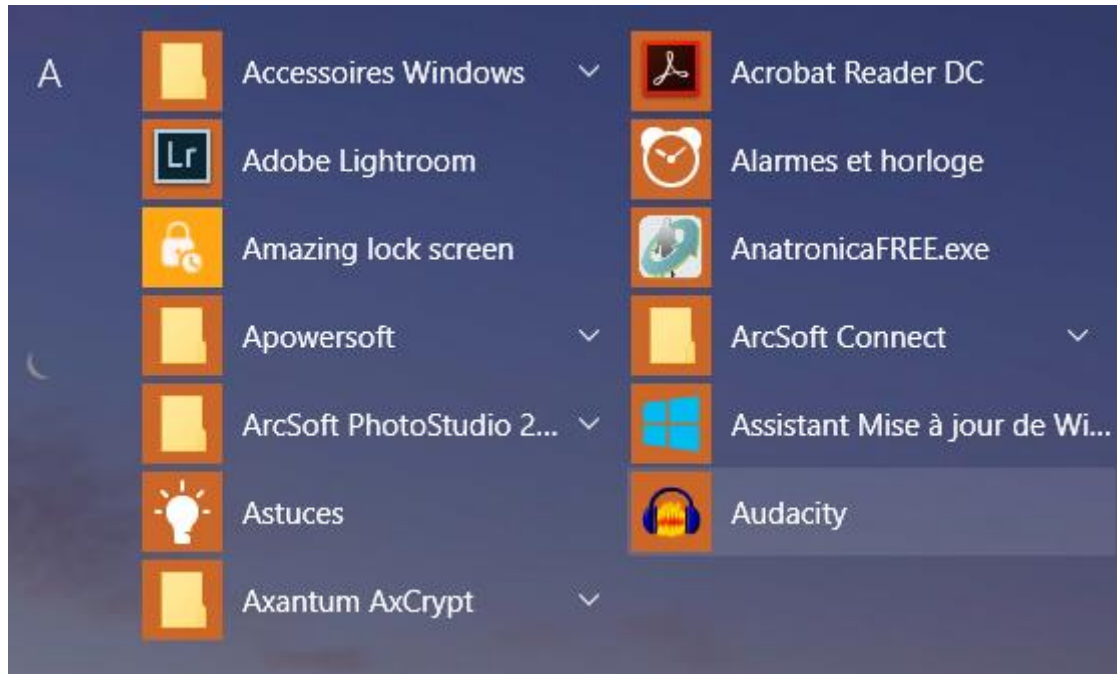 A
Accessoires Windows
Acrobat Reader DC
Lr
Adobe Lightroom
Alarmes et horloge
Amazing lock screen
AnatronicaFREE.exe
Apowersoft
ArcSoft Connect
ArcSoft PhotoStudio 2...
Assistant Mise à jour de Wi...
Astuces
Audacity
Axantum AxCrypt